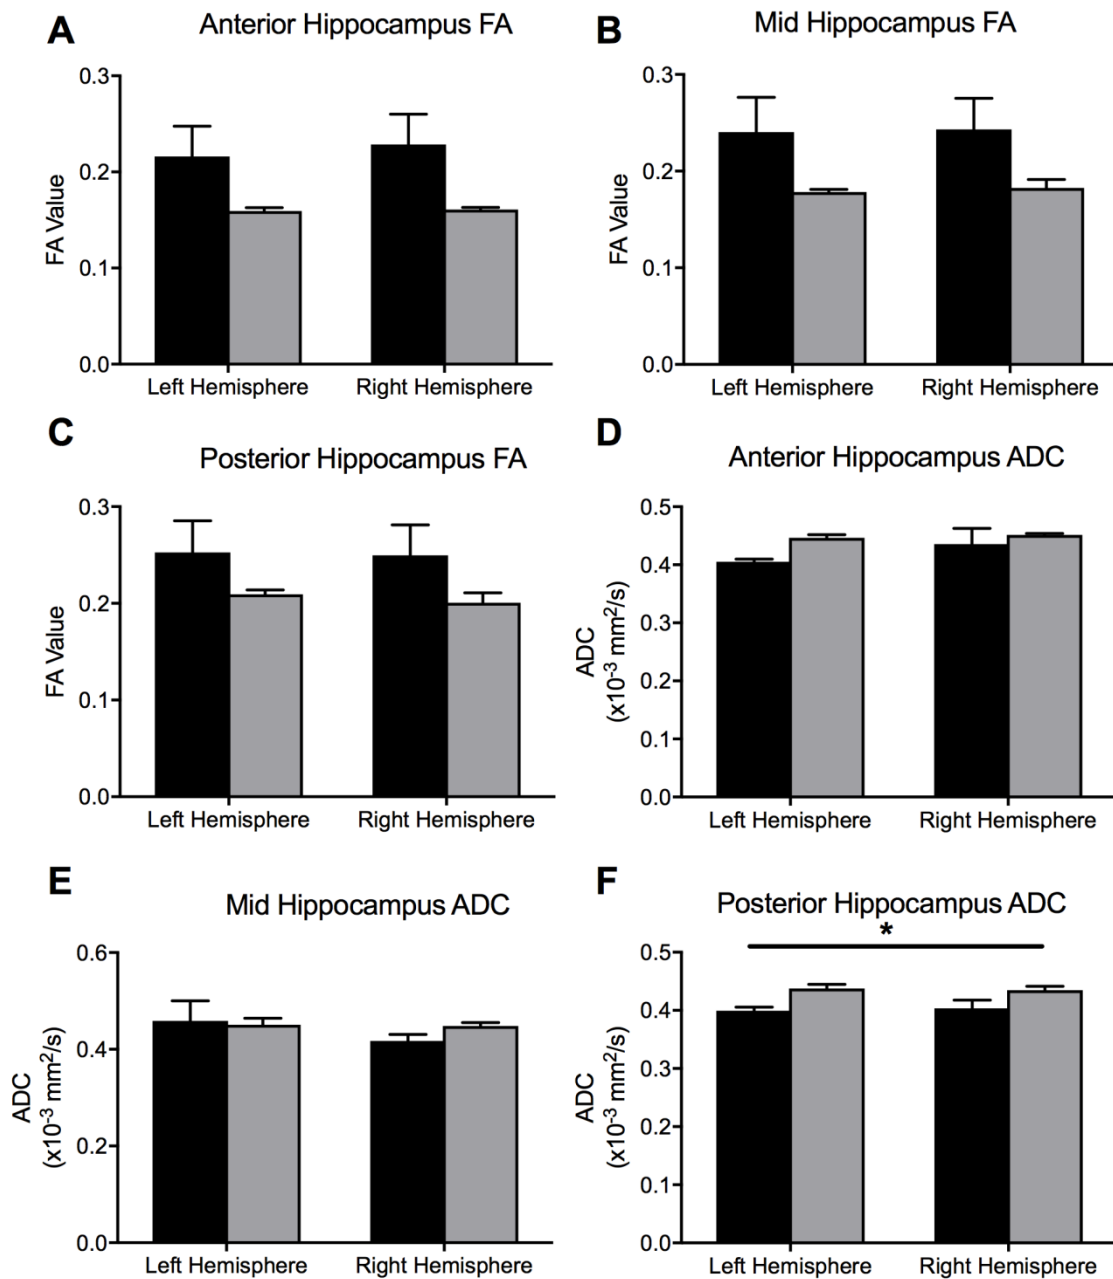 A
Anterior Hippocampus FA
0.3
0.2
0.1
0.0
FA Value
Left Hemisphere
Right Hemisphere
B
Mid Hippocampus FA
0.3
0.2
0.1
0.0
FA Value
Left Hemisphere
Right Hemisphere
C
Posterior Hippocampus FA
0.3
0.2
0.1
0.0
FA Value
Left Hemisphere
Right Hemisphere
D
Anterior Hippocampus ADC
0.5
0.4
0.3
0.2
0.1
0.0
ADC
(x10⁻³ mm²/s)
Left Hemisphere
Right Hemisphere
E
Mid Hippocampus ADC
0.6
0.4
0.2
0.0
ADC
(x10⁻³ mm²/s)
Left Hemisphere
Right Hemisphere
F
Posterior Hippocampus ADC
*
0.5
0.4
0.3
0.2
0.1
0.0
ADC
(x10⁻³ mm²/s)
Left Hemisphere
Right Hemisphere